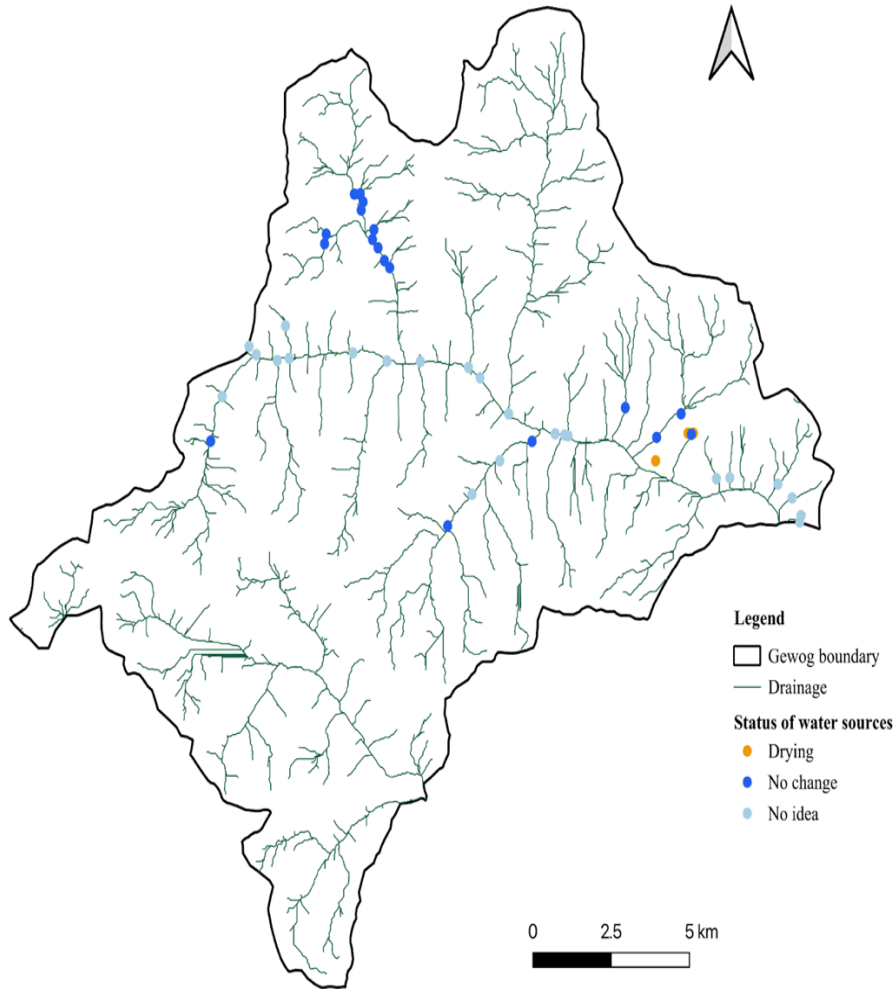 Legend
Gewog boundary
Drainage
Status of water sources
Drying
No change
No idea
0 2.5 5 km